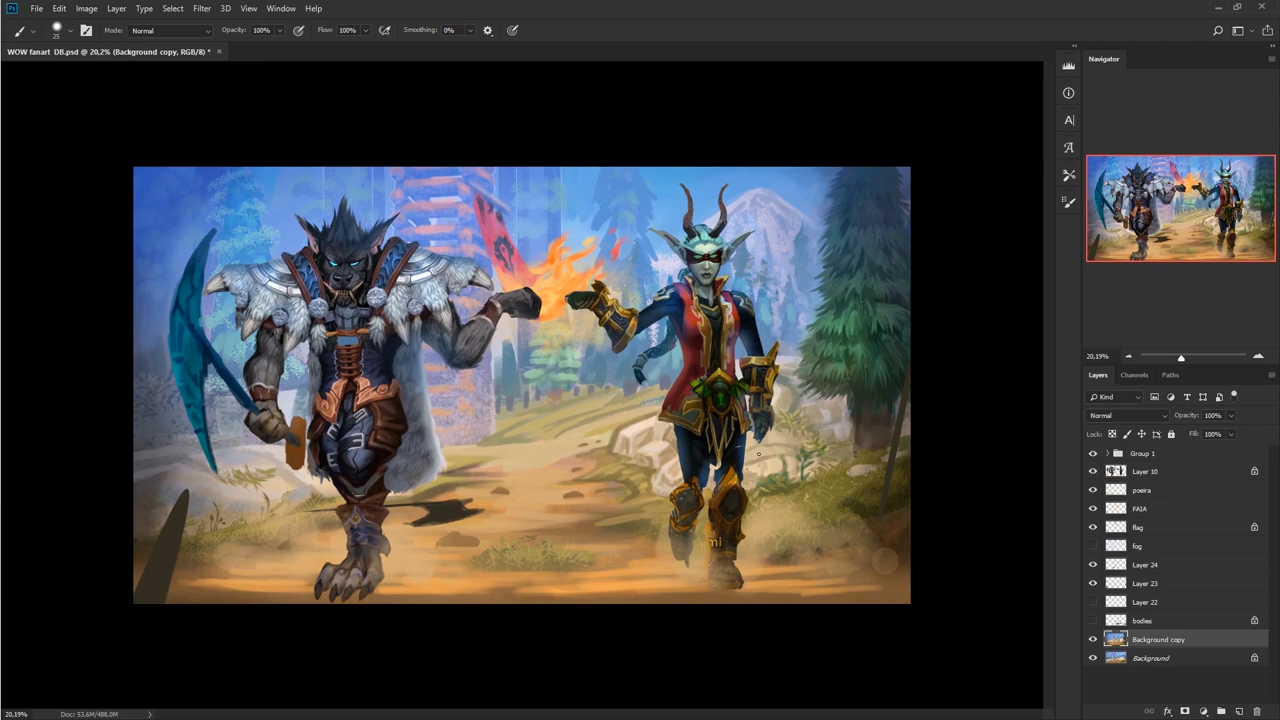 Ps File Edit Image Layer Type Select Filter 3D View Window Help
25 Mode: Normal Opacity: 100% Flow: 100% Smoothing: 0%
WOW fanart DB.psd @ 20,2% (Background copy, RGB/8) * ×
Navigator
20,19%
Layers Channels Paths
Kind
Normal Opacity: 100%
Lock: Fill: 100%
Group 1
Layer 10
poeira
FAIA
flag
fog
Layer 24
Layer 23
Layer 22
bodies
Background copy
Background
mi
20,19% Doc: 53,6M/488,0M